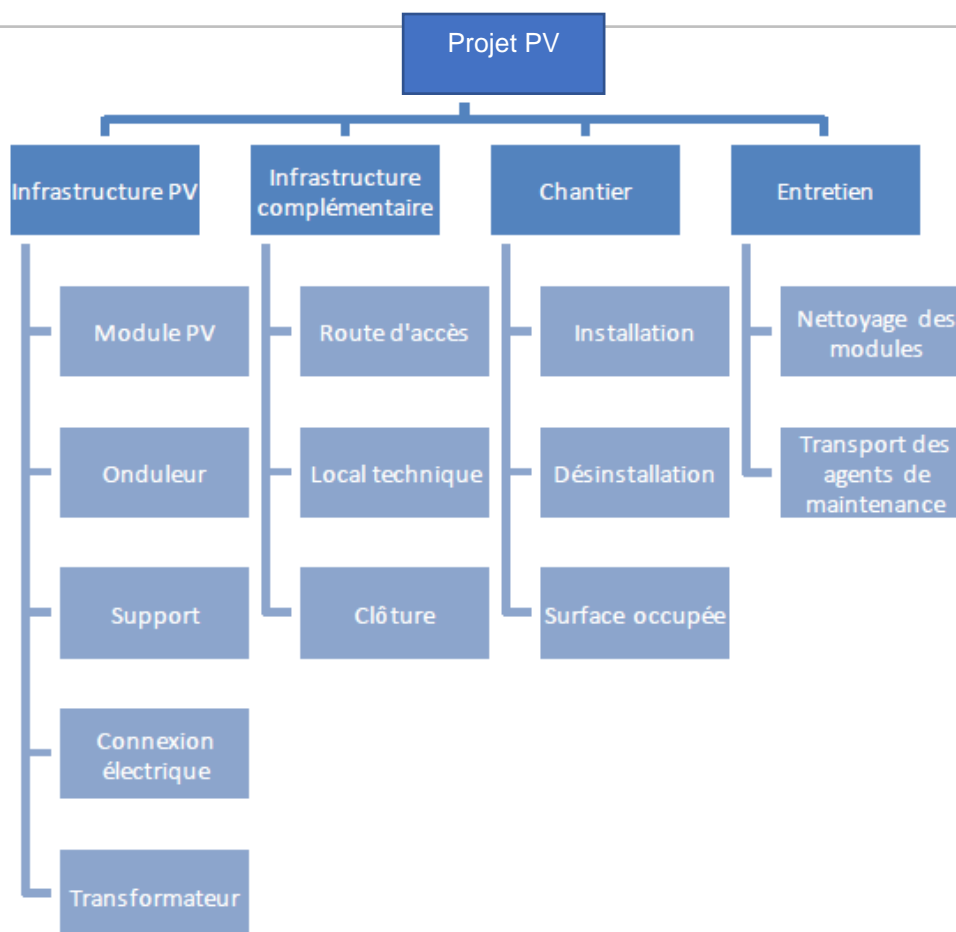 Projet PV
Infrastructure PV
Infrastructure
complémentaire
Chantier
Entretien
Module PV
Onduleur
Support
Connexion
électrique
Transformateur
Route d'accès
Local technique
Clôture
Installation
Désinstallation
Surface occupée
Nettoyage des
modules
Transport des
agents de
maintenance